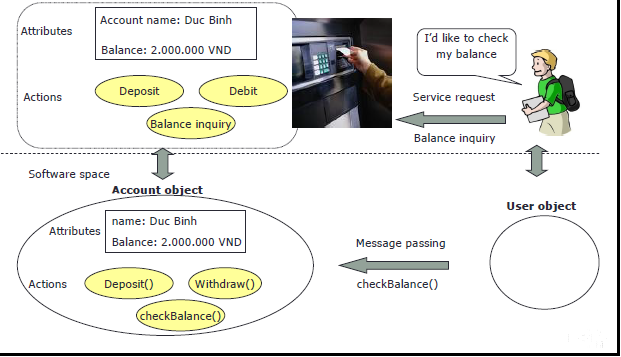 Attributes
Account name: Duc Binh
Balance: 2.000.000 VND
I'd like to check
my balance
Actions
Deposit
Debit
Balance inquiry
Service request
Balance inquiry
Software space
Account object
User object
Attributes
name: Duc Binh
Balance: 2.000.000 VND
Message passing
checkBalance()
Actions
Deposit()
Withdraw()
checkBalance()